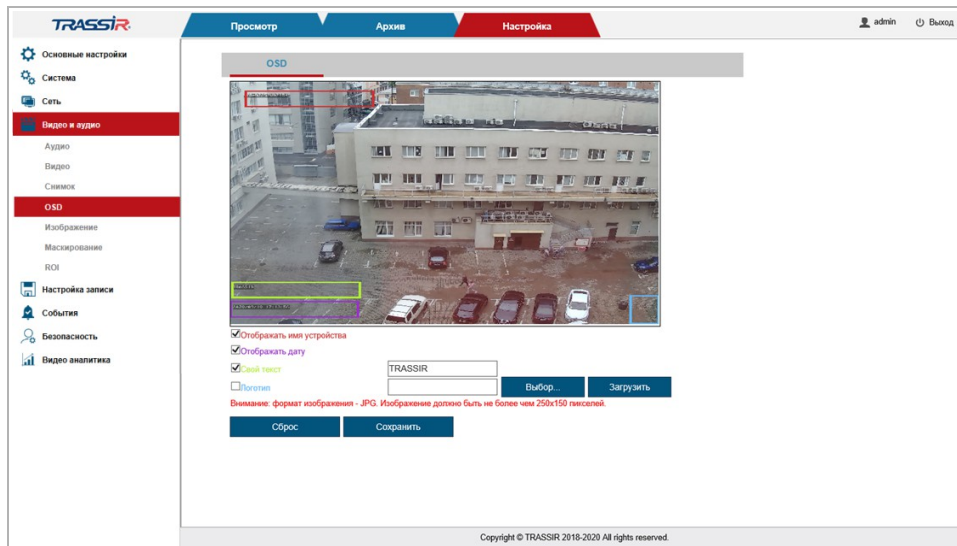 TRASSIR
Просмотр
Архив
Настройка
admin
Выход
Основные настройки
Система
Сеть
Видео и аудио
Аудио
Видео
Снимок
OSD
Изображение
Маскирование
ROI
Настройка записи
События
Безопасность
Видео аналитика
OSD
Отображать имя устройства
Отображать дату
Свой текст
TRASSIR
Логотип
Выбор...
Загрузить
Внимание: формат изображения - JPG. Изображение должно быть не более чем 250x150 пикселей.
Сброс
Сохранить
Copyright © TRASSIR 2018-2020 All rights reserved.